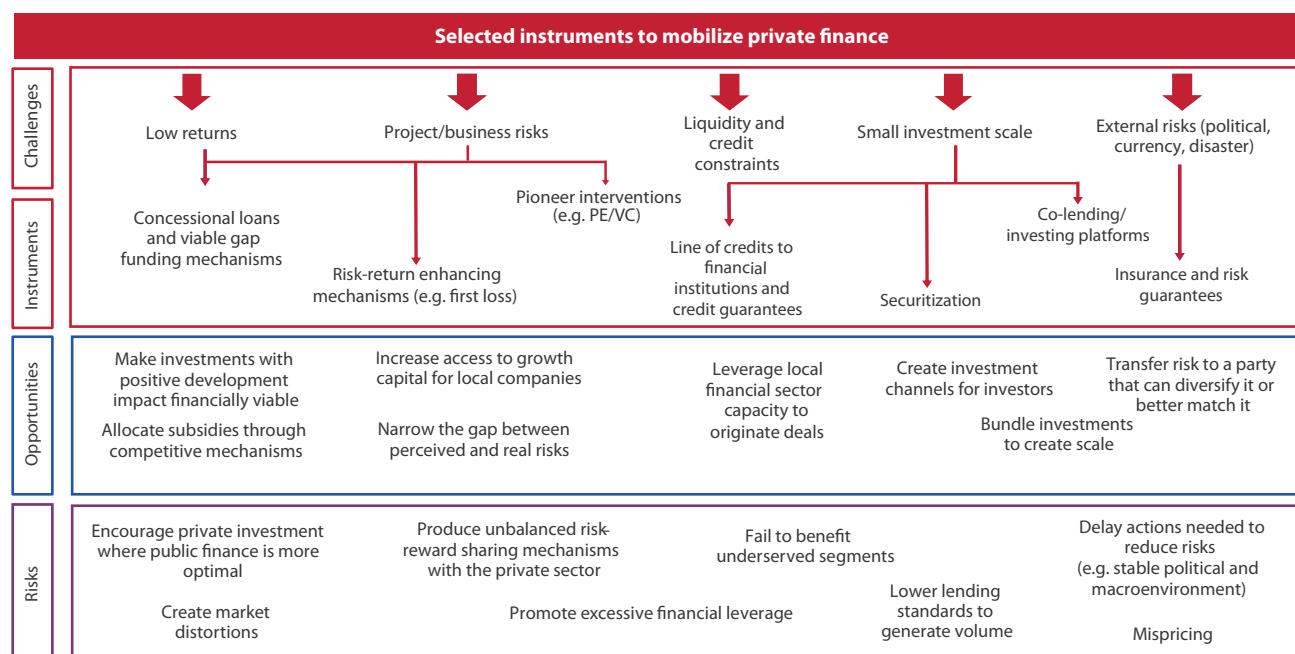 Selected instruments to mobilize private finance
Challenges
Low returns
Project/business risks
Liquidity and
credit
constraints
Small investment scale
External risks (political,
currency, disaster)
Instruments
Concessional loans
and viable gap
funding mechanisms
Risk-return enhancing
mechanisms (e.g. first loss)
Pioneer interventions
(e.g. PE/VC)
Line of credits to
financial
institutions and
credit guarantees
Securitization
Co-lending/
investing platforms
Insurance and risk
guarantees
Opportunities
Make investments with
positive development
impact financially viable
Allocate subsidies through
competitive mechanisms
Increase access to growth
capital for local companies
Narrow the gap between
perceived and real risks
Leverage local
financial sector
capacity to
originate deals
Create investment
channels for investors
Bundle investments
to create scale
Transfer risk to a party
that can diversify it or
better match it
Risks
Encourage private investment
where public finance is more
optimal
Create market
distortions
Produce unbalanced risk-
reward sharing mechanisms
with the private sector
Promote excessive financial leverage
Fail to benefit
underserved segments
Lower lending
standards to
generate volume
Delay actions needed to
reduce risks
(e.g. stable political and
macroenvironment)
Mispricing